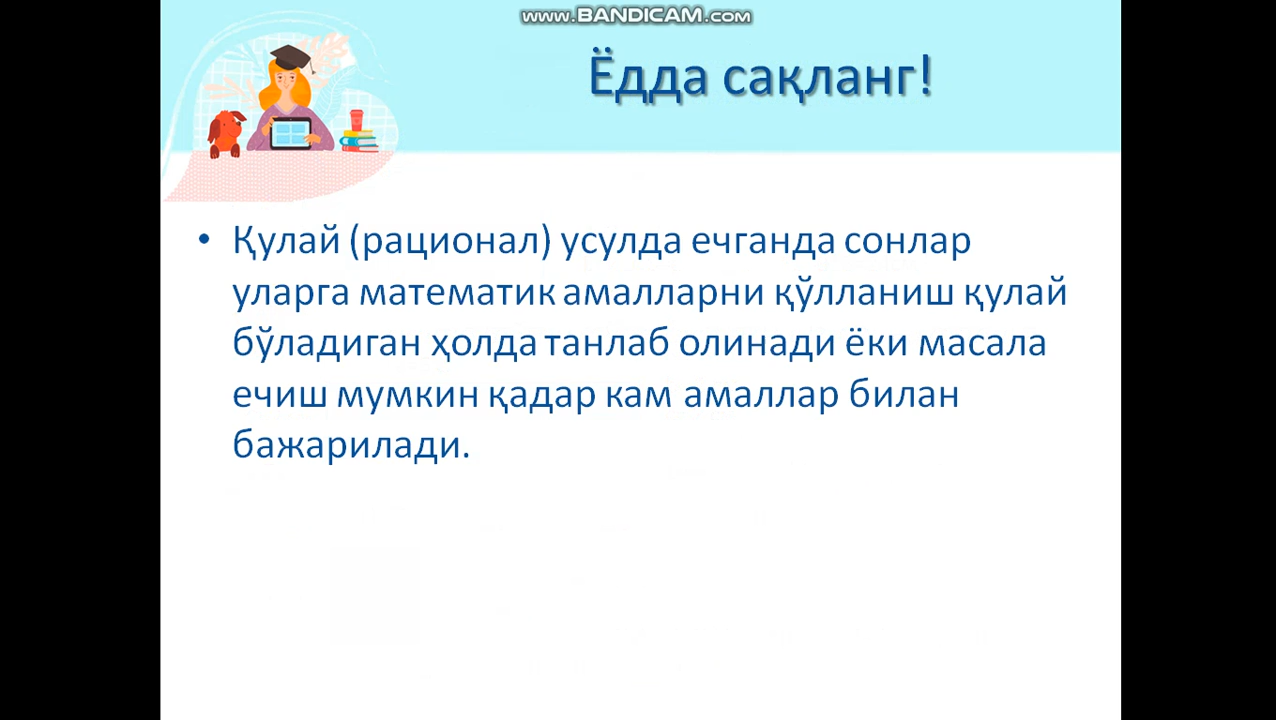 www.BANDICAM.com
Ёдда сақланг!
• Қулай (рационал) усулда ечганда сонлар
уларга математик амалларни қўлланиш қулай
бўладиган ҳолда танлаб олинади ёки масала
ечиш мумкин қадар кам амаллар билан
бажарилади.